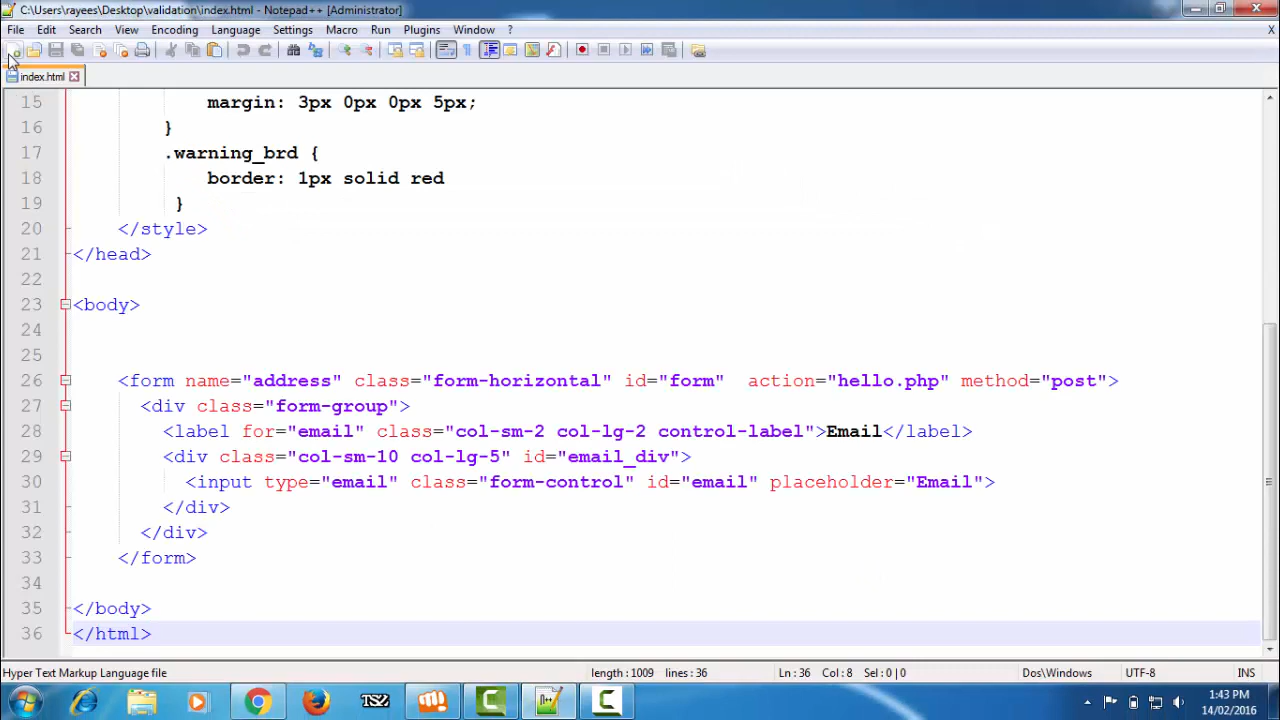 C:\Users\rayees\Desktop\validation\index.html - Notepad++ [Administrator]
File Edit Search View Encoding Language Settings Macro Run Plugins Window ? X
index.html
15 margin: 3px 0px 0px 5px;
16 }
17 .warning_brd {
18 border: 1px solid red
19 }
20 </style>
21 </head>
22
23 <body>
24
25
26 <form name="address" class="form-horizontal" id="form" action="hello.php" method="post">
27 <div class="form-group">
28 <label for="email" class="col-sm-2 col-lg-2 control-label">Email</label>
29 <div class="col-sm-10 col-lg-5" id="email_div">
30 <input type="email" class="form-control" id="email" placeholder="Email">
31 </div>
32 </div>
33 </form>
34
35 </body>
36 </html>
Hyper Text Markup Language file length : 1009 lines : 36 Ln : 36 Col : 8 Sel : 0 | 0 Dos\Windows UTF-8 INS
TS2 1:43 PM
14/02/2016